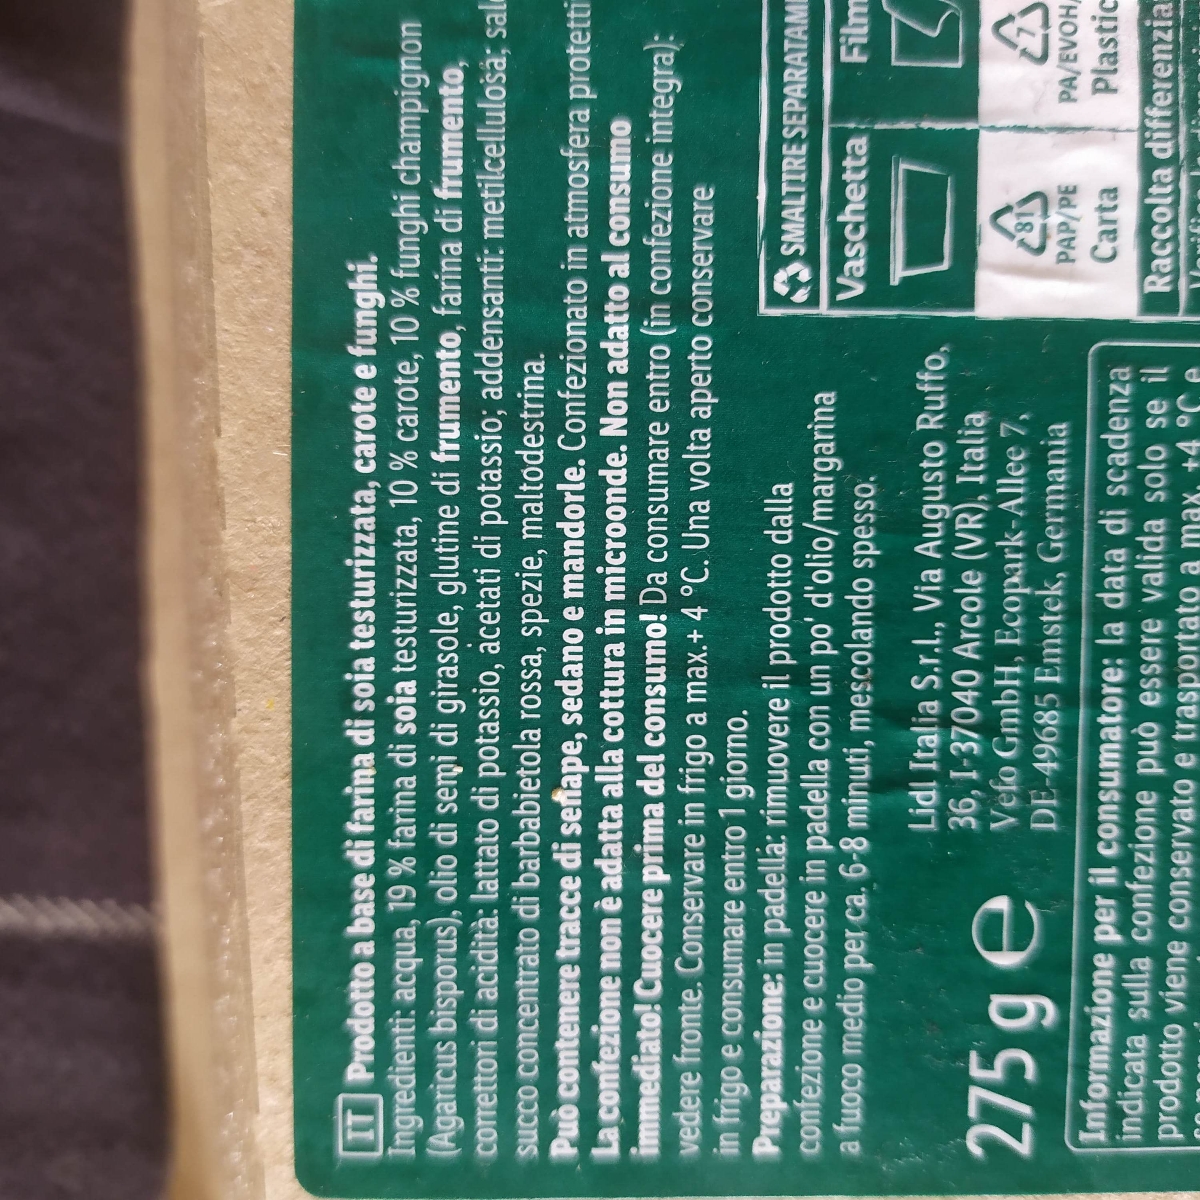 IT Prodotto a base di farina di soia testurizzata, carote e funghi.
Ingredienti: acqua, 19 % farina di soia testurizzata, 10 % carote, 10 % funghi champignon
(Agaricus bisporus), olio di semi di girasole, glutine di frumento, farina di frumento,
correttori di acidità: lattato di potassio, acetati di potassio; addensanti: metilcellulosa; sale
succo concentrato di barbabietola rossa, spezie, maltodestrina.
Può contenere tracce di senape, sedano e mandorle. Confezionato in atmosfera protetti
La confezione non è adatta alla cottura in microonde. Non adatto al consumo
immediato! Cuocere prima del consumo! Da consumare entro (in confezione integra):
vedere fronte. Conservare in frigo a max. + 4 °C. Una volta aperto conservare
in frigo e consumare entro 1 giorno.
Preparazione: in padella: rimuovere il prodotto dalla
confezione e cuocere in padella con un po' d'olio/margarina
a fuoco medio per ca. 6-8 minuti, mescolando spesso.
Lidl Italia S.r.l., Via Augusto Ruffo,
36, I-37040 Arcole (VR), Italia
Vefo GmbH, Ecopark-Allee 7,
DE-49685 Emstek, Germania
275 g e
SMALTIRE SEPARATAM
Vaschetta Film
81 7
PAP/PE PA/EVOH/
Carta Plastic
Raccolta differenzia
Informazione per il consumatore: la data di scadenza
indicata sulla confezione può essere valida solo se il
prodotto viene conservato e trasportato a max. +4 °C e